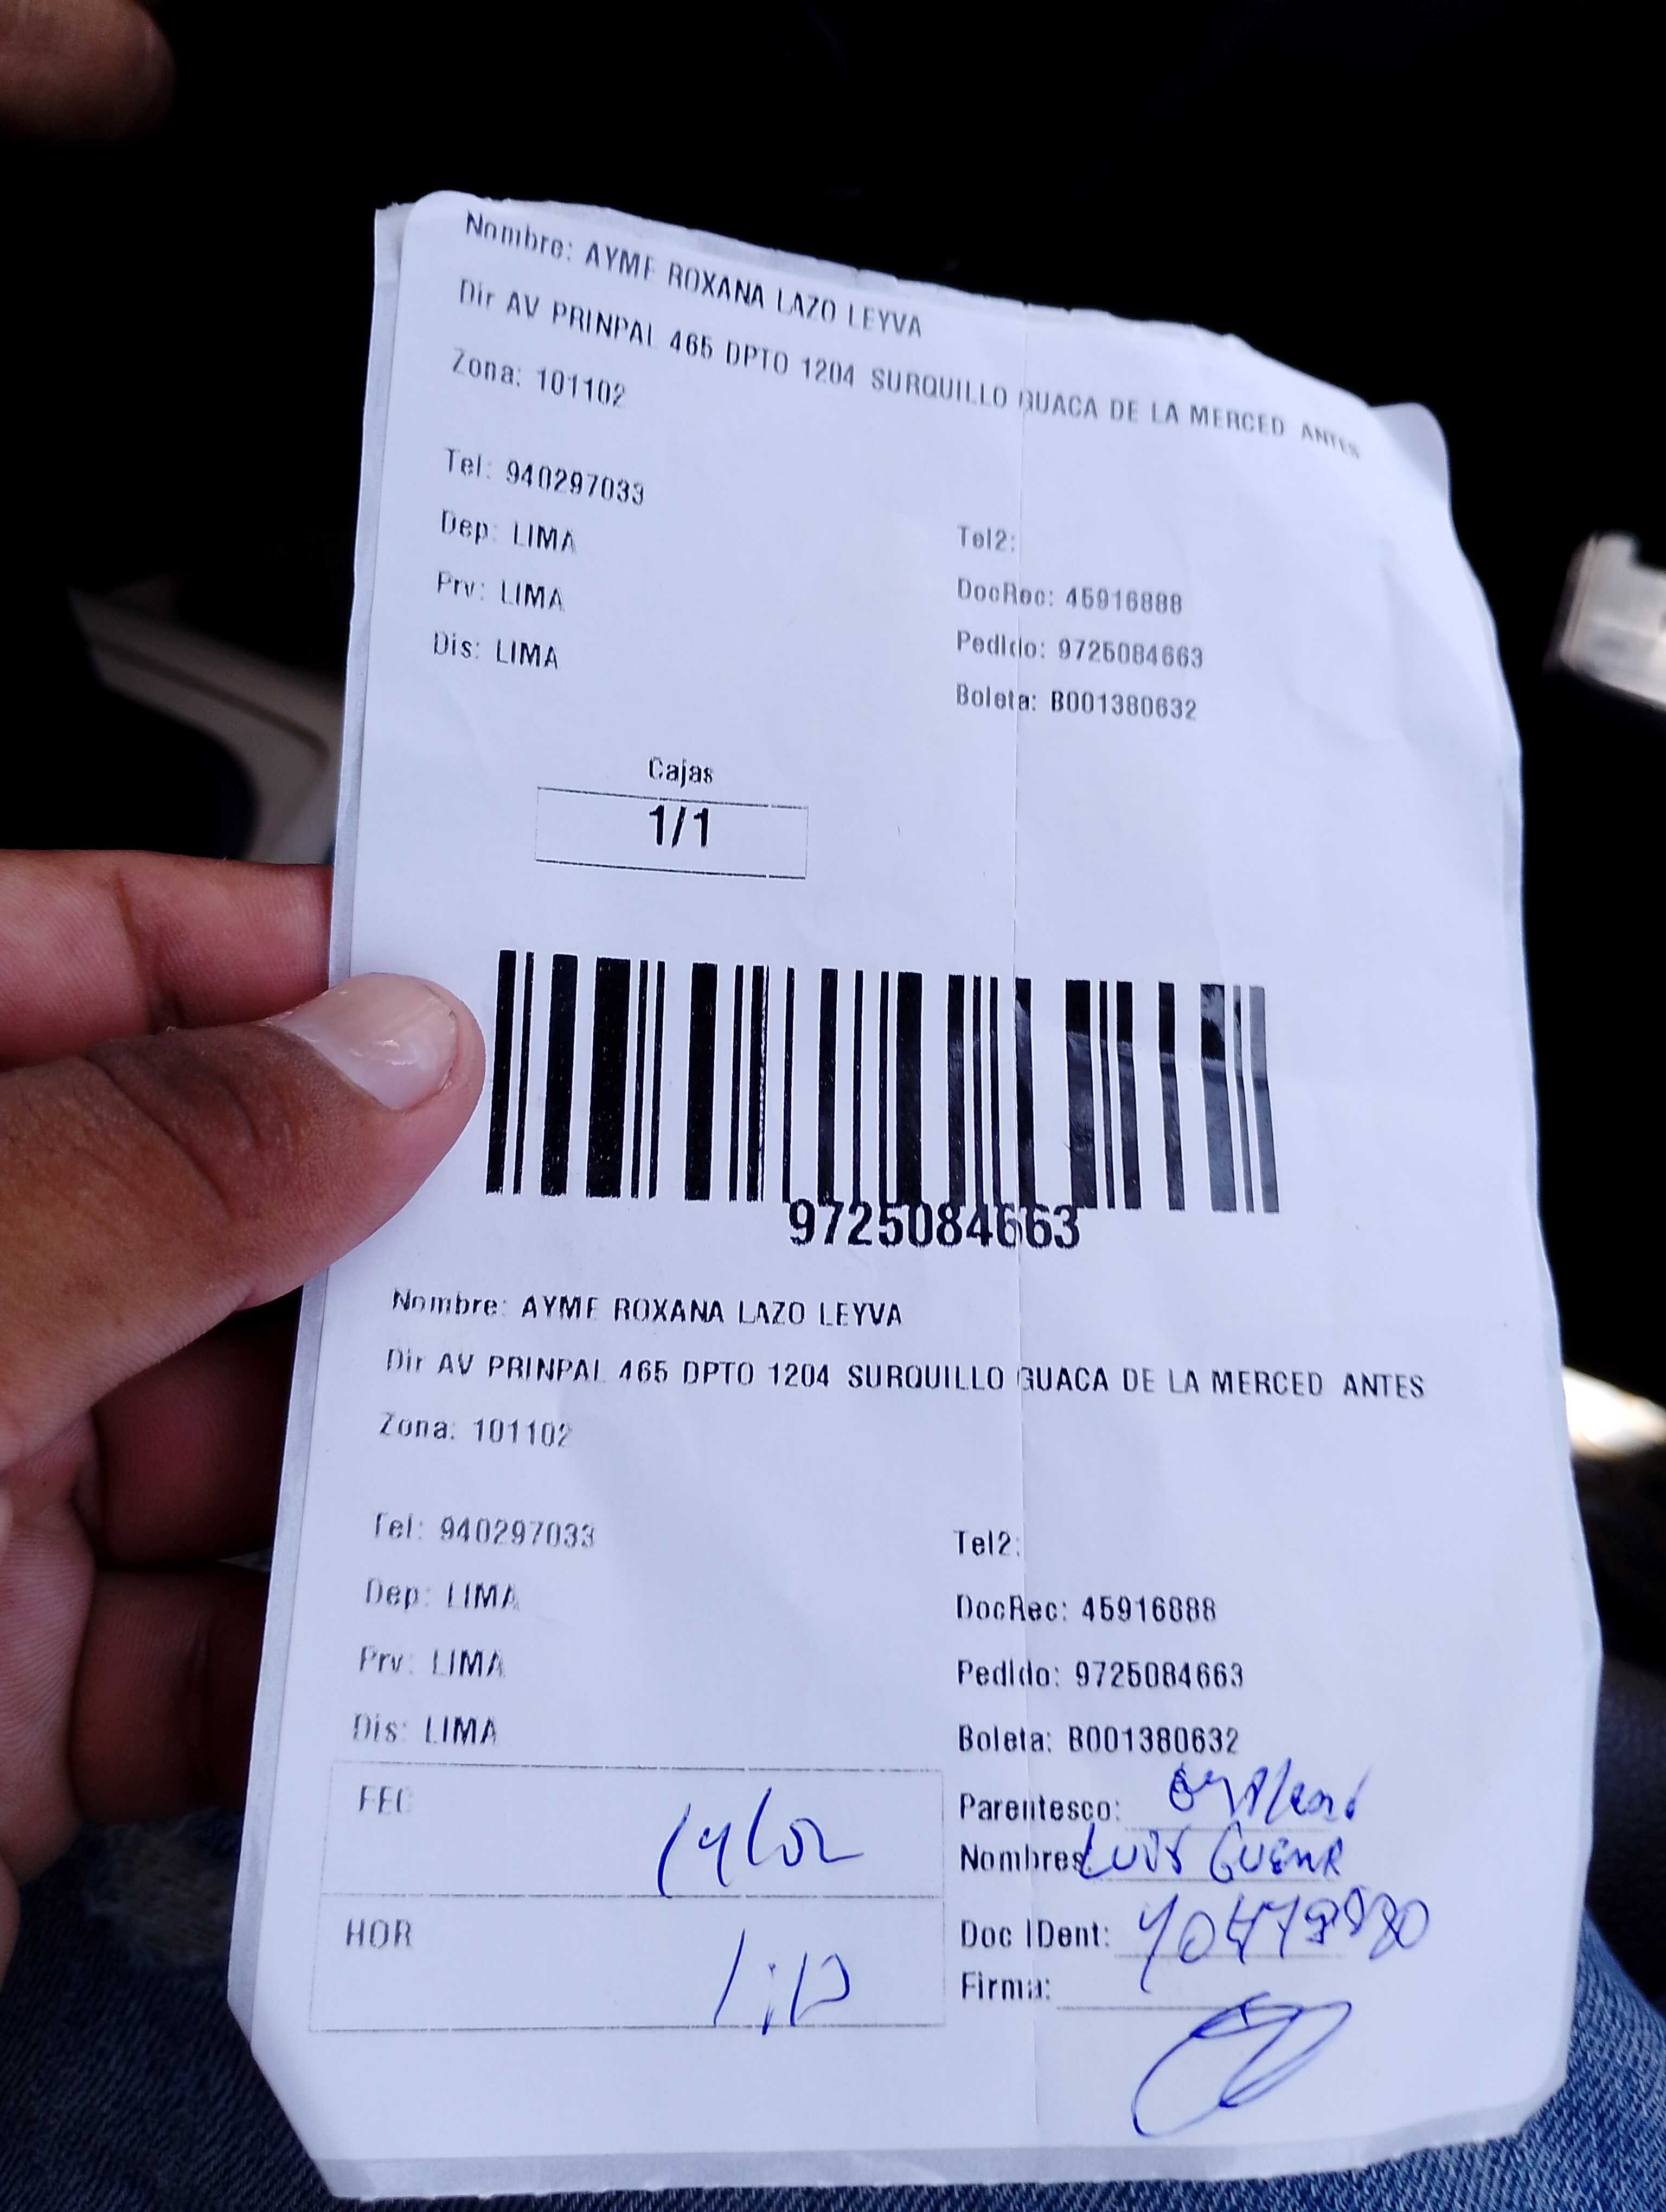 Nombre: AYME ROXANA LAZO LEYVA
Dir AV PRINPAL 465 DPTO 1204 SURQUILLO GUACA DE LA MERCED ANTES
Zona: 101102
Tel: 940297033
Tel2:
Dep: LIMA
DocRec: 45916888
Prv: LIMA
Pedido: 9725084663
Dis: LIMA
Boleta: B001380632
Cajas
1/1
9725084663
Nombre: AYME ROXANA LAZO LEYVA
Dir AV PRINPAL 465 DPTO 1204 SURQUILLO GUACA DE LA MERCED ANTES
Zona: 101102
Tel: 940297033
Tel2:
Dep: LIMA
DocRec: 45916888
Prv: LIMA
Pedido: 9725084663
Dis: LIMA
Boleta: B001380632
FEC 14/02
Parentesco:
Nombres LUIS
HOR
Doc IDent:
Firma: